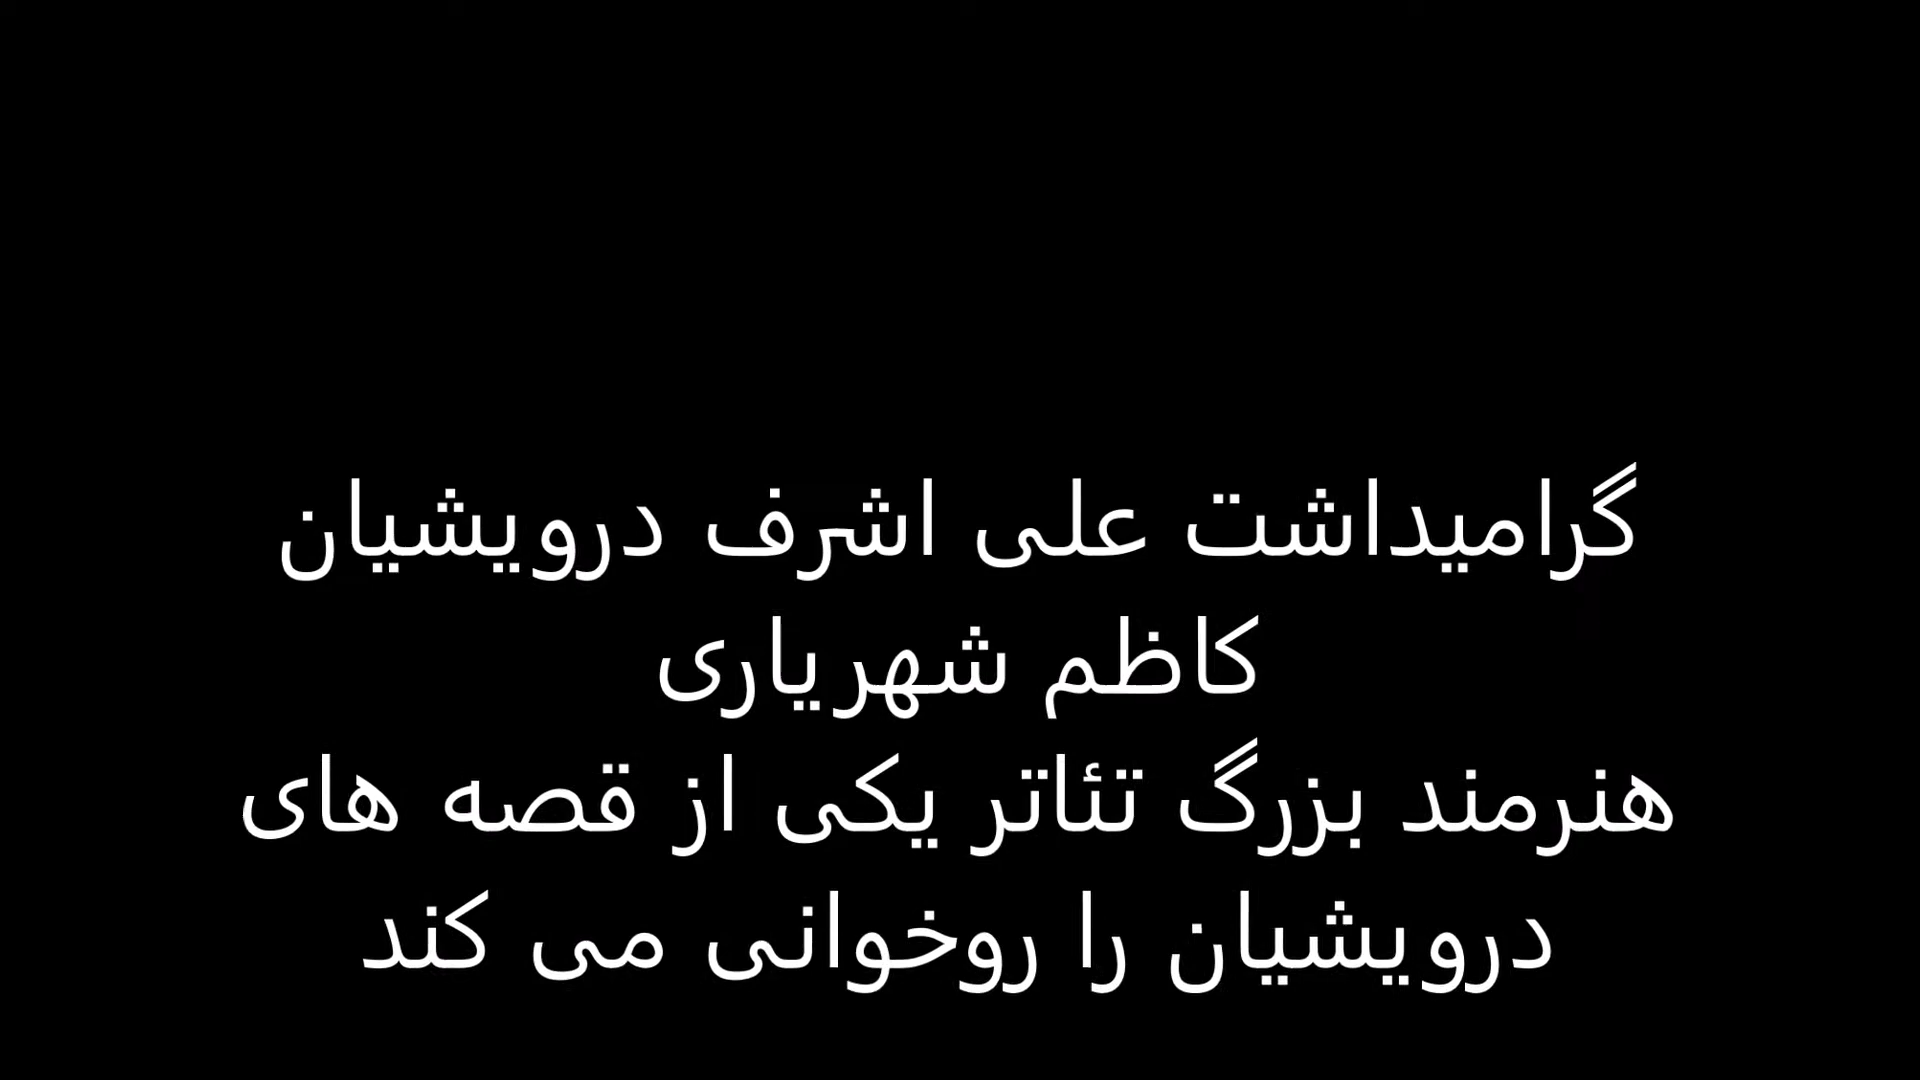 گرامیداشت علی اشرف درویشیان
کاظم شهریاری
هنرمند بزرگ تئاتر یکی از قصه های
درویشیان را روخوانی می کند